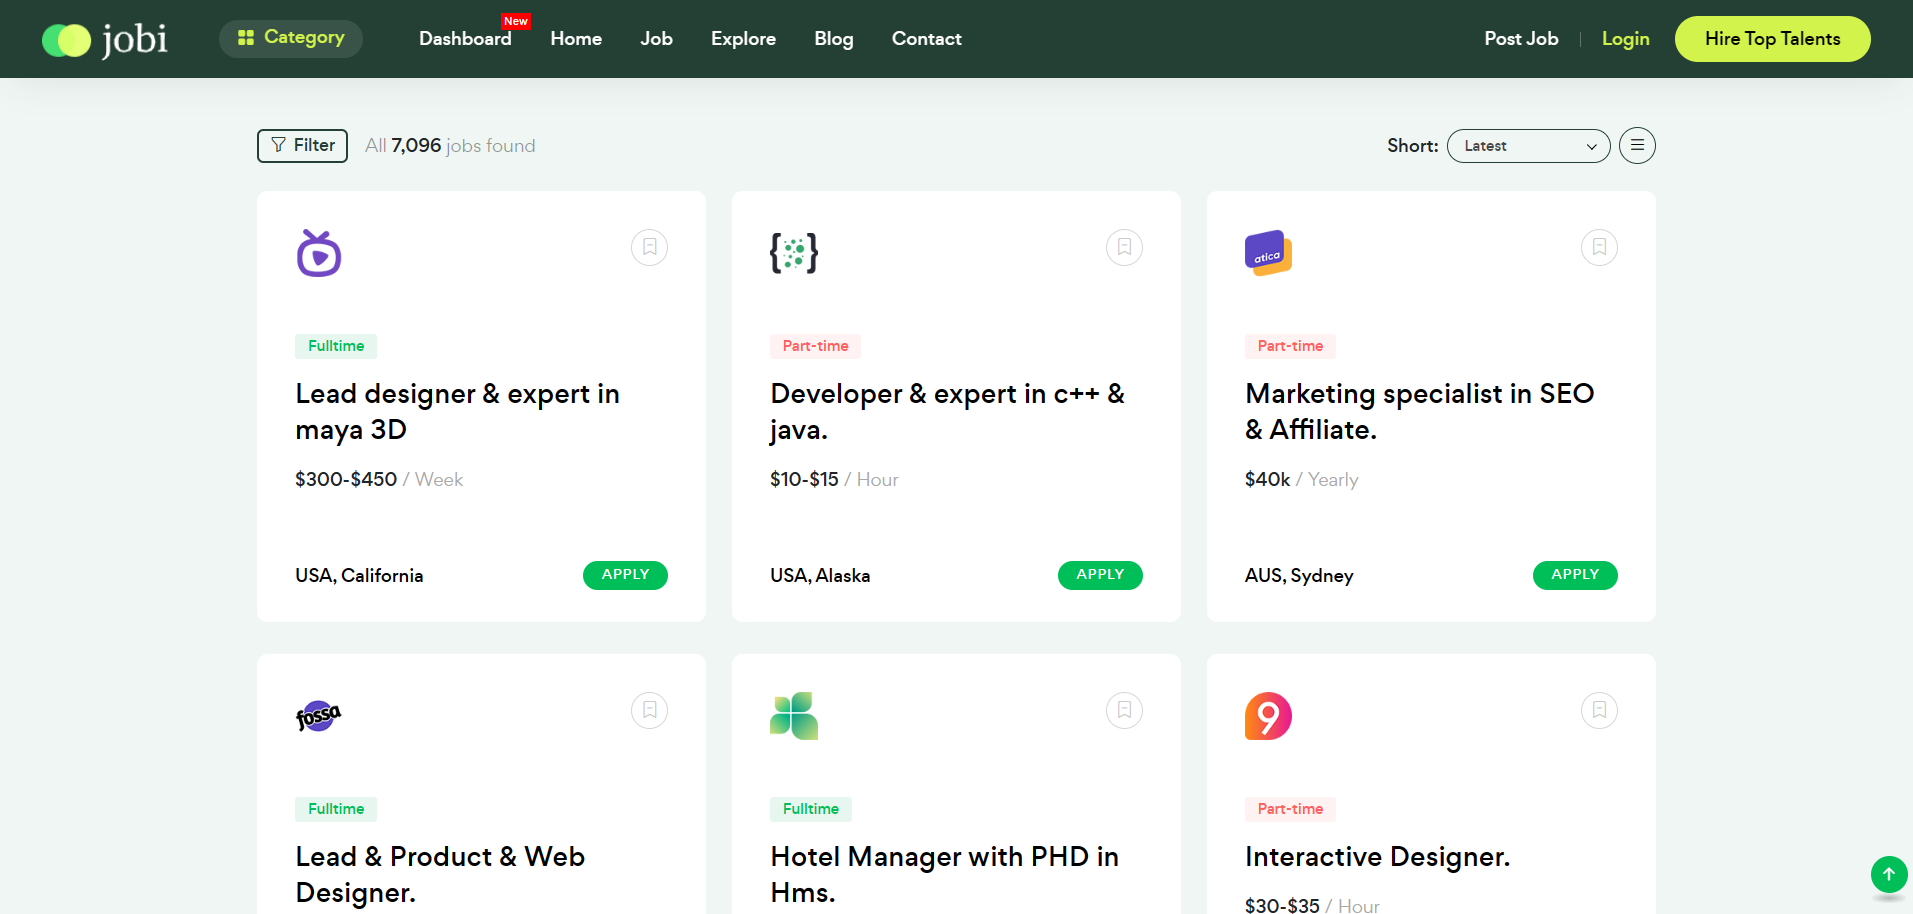 jobi
Category
Dashboard
New
Home
Job
Explore
Blog
Contact
Post Job
Login
Hire Top Talents
Filter
All 7,096 jobs found
Short:
Latest
Fulltime
Lead designer & expert in
maya 3D
$300-$450 / Week
USA, California
APPLY
Part-time
Developer & expert in c++ &
java.
$10-$15 / Hour
USA, Alaska
APPLY
atica
Part-time
Marketing specialist in SEO
& Affiliate.
$40k / Yearly
AUS, Sydney
APPLY
fossa
Fulltime
Lead & Product & Web
Designer.
Fulltime
Hotel Manager with PHD in
Hms.
9
Part-time
Interactive Designer.
$30-$35 / Hour